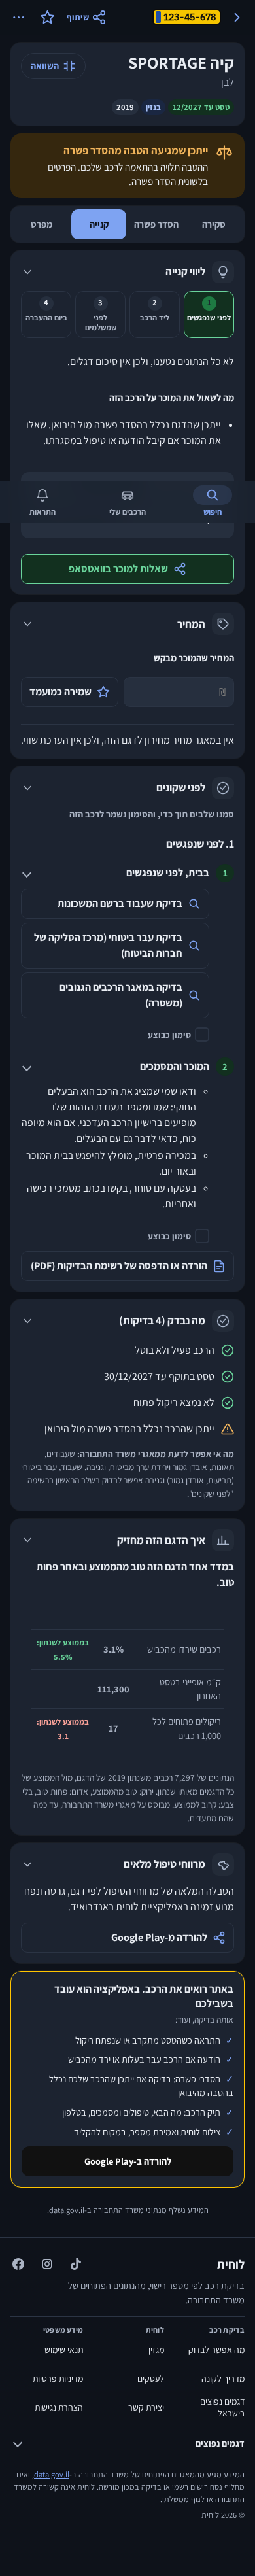 123-45-678
שיתוף
קיה SPORTAGE
לבן
השוואה
טסט עד 12/2027
בנזין
2019
ייתכן שמגיעה הטבה מהסדר פשרה
ההטבה תלויה בהתאמה לרכב שלכם. הפרטים
בלשונית הסדר פשרה.
סקירה
הסדר פשרה
קנייה
מפרט
ליווי קנייה
1
לפני שנפגשים
2
ליד הרכב
3
לפני
שמשלמים
4
ביום ההעברה
לא כל הנתונים נטענו, ולכן אין סיכום דגלים.
מה לשאול את המוכר על הרכב הזה
ייתכן שהדגם נכלל בהסדר פשרה מול היבואן. שאלו
את המוכר אם קיבל הודעה או טיפול במסגרתו.
חיפוש
הרכבים שלי
התראות
שאלות למוכר בוואטסאפ
המחיר
המחיר שהמוכר מבקש
₪
שמירה כמועמד
אין במאגר מחיר מחירון לדגם הזה, ולכן אין הערכת שווי.
לפני שקונים
סמנו שלבים תוך כדי, והסימון נשמר לרכב הזה
1. לפני שנפגשים
1
בבית, לפני שנפגשים
בדיקת שעבוד ברשם המשכונות
בדיקת עבר ביטוחי (מרכז הסליקה של
חברות הביטוח)
בדיקה במאגר הרכבים הגנובים
(משטרה)
סימון כבוצע
2
המוכר והמסמכים
ודאו שמי שמציג את הרכב הוא הבעלים
החוקי: שמו ומספר תעודת הזהות שלו
מופיעים ברישיון הרכב העדכני. אם הוא מיופה
כוח, כדאי לדבר גם עם הבעלים.
במכירה פרטית, מומלץ להיפגש בבית המוכר
ובאור יום.
בעסקה עם סוחר, בקשו בכתב מסמכי רכישה
ואחריות.
סימון כבוצע
הורדה או הדפסה של רשימת הבדיקות (PDF)
מה נבדק (4 בדיקות)
הרכב פעיל ולא בוטל
טסט בתוקף עד 30/12/2027
לא נמצא ריקול פתוח
ייתכן שהרכב נכלל בהסדר פשרה מול היבואן
מה אי אפשר לדעת ממאגרי משרד התחבורה: שעבודים,
תאונות, אובדן גמור וירידת ערך מביטוח, וגניבה. שעבוד, עבר ביטוחי
(תביעות, אובדן גמור) וגניבה אפשר לבדוק בשלב הראשון ברשימה
"לפני שקונים".
איך הדגם הזה מחזיק
במדד אחד הדגם הזה טוב מהממוצע ובאחר פחות
טוב.
רכבים שירדו מהכביש
3.1%
בממוצע לשנתון:
5.5%
ק״מ אופייני בטסט
האחרון
111,300
ריקולים פתוחים לכל
1,000 רכבים
17
בממוצע לשנתון:
3.1
הנתונים של 7,297 רכבים משנתון 2019 של הדגם, מול הממוצע של
כל הדגמים מאותו שנתון. ירוק: טוב מהממוצע, אדום: פחות טוב, בלי
צבע: קרוב לממוצע. מבוסס על מאגרי משרד התחבורה, עד כמה
שהם מתעדים.
מרווחי טיפול מלאים
הטבלה המלאה של מרווחי הטיפול לפי דגם, גרסה ונפח
מנוע זמינה באפליקציית לוחית באנדרואיד.
להורדה מ-Google Play
באתר רואים את הרכב. באפליקציה הוא עובד
בשבילכם
אותה בדיקה, ועוד:
✓ התראה כשהטסט מתקרב או שנפתח ריקול
✓ הודעה אם הרכב עבר בעלות או ירד מהכביש
✓ הסדרי פשרה: בדיקה אם ייתכן שהרכב שלכם נכלל
בהטבה מהיבואן
✓ תיק הרכב: מה הבא, טיפולים ומסמכים, בטלפון
✓ צילום לוחית ואמירת מספר, במקום להקליד
להורדה ב-Google Play
המידע נשלף מנתוני משרד התחבורה ב-data.gov.il.
לוחית
בדיקת רכב לפי מספר רישוי, מהנתונים הפתוחים של
משרד התחבורה.
בדיקת רכב
לוחית
מידע משפטי
מה אפשר לבדוק
מגזין
תנאי שימוש
מדריך לקונה
לעסקים
מדיניות פרטיות
דגמים נפוצים
בישראל
יצירת קשר
הצהרת נגישות
דגמים נפוצים
המידע מגיע מהמאגרים הפתוחים של משרד התחבורה ב-data.gov.il, ואינו
מחליף נסח רישום רשמי או בדיקה במכון מורשה. לוחית אינה קשורה למשרד
התחבורה או לגוף ממשלתי.
© 2026 לוחית